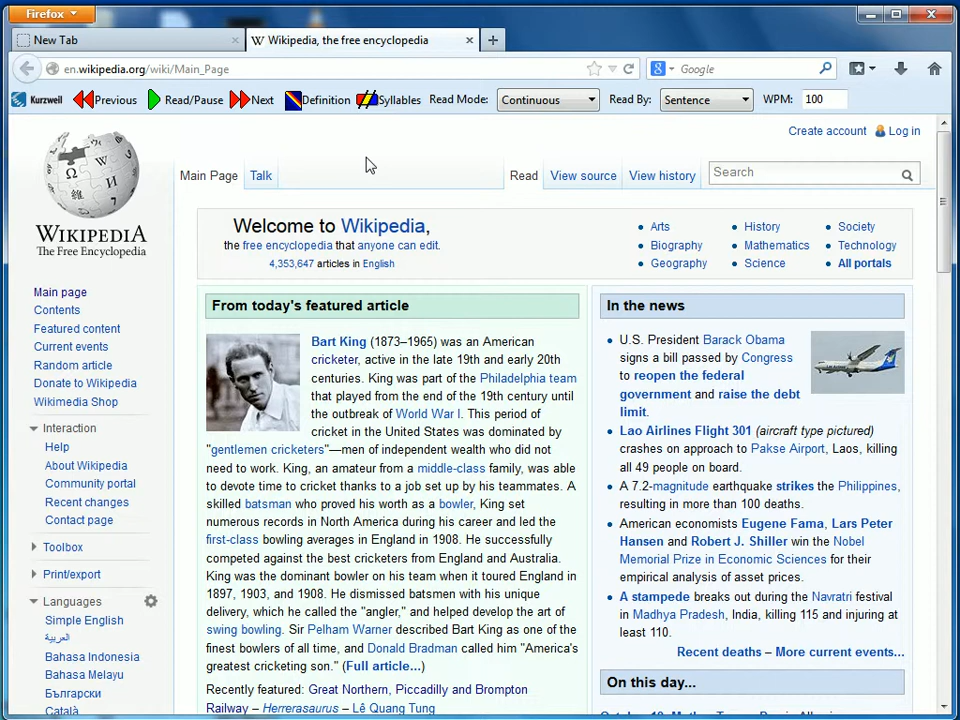 Firefox
New Tab
Wikipedia, the free encyclopedia
en.wikipedia.org/wiki/Main_Page
Google
Kurzweil Previous Read/Pause Next Definition Syllables Read Mode: Continuous Read By: Sentence WPM: 100
Create account Log in
Main Page Talk Read View source View history Search
WIKIPEDIA
The Free Encyclopedia
Main page
Contents
Featured content
Current events
Random article
Donate to Wikipedia
Wikimedia Shop
Interaction
Help
About Wikipedia
Community portal
Recent changes
Contact page
Toolbox
Print/export
Languages
Simple English
العربية
Bahasa Indonesia
Bahasa Melayu
Български
Català
Welcome to Wikipedia,
the free encyclopedia that anyone can edit.
4,353,647 articles in English
Arts
Biography
Geography
History
Mathematics
Science
Society
Technology
All portals
From today's featured article
Bart King (1873–1965) was an American
cricketer, active in the late 19th and early 20th
centuries. King was part of the Philadelphia team
that played from the end of the 19th century until
the outbreak of World War I. This period of
cricket in the United States was dominated by
"gentlemen cricketers"—men of independent wealth who did not
need to work. King, an amateur from a middle-class family, was able
to devote time to cricket thanks to a job set up by his teammates. A
skilled batsman who proved his worth as a bowler, King set
numerous records in North America during his career and led the
first-class bowling averages in England in 1908. He successfully
competed against the best cricketers from England and Australia.
King was the dominant bowler on his team when it toured England in
1897, 1903, and 1908. He dismissed batsmen with his unique
delivery, which he called the "angler," and helped develop the art of
swing bowling. Sir Pelham Warner described Bart King as one of the
finest bowlers of all time, and Donald Bradman called him "America's
greatest cricketing son." (Full article...)
Recently featured: Great Northern, Piccadilly and Brompton
Railway – Herrerasaurus – Lê Quang Tung
In the news
U.S. President Barack Obama
signs a bill passed by Congress
to reopen the federal
government and raise the debt
limit.
Lao Airlines Flight 301 (aircraft type pictured)
crashes on approach to Pakse Airport, Laos, killing
all 49 people on board.
A 7.2-magnitude earthquake strikes the Philippines,
resulting in more than 100 deaths.
American economists Eugene Fama, Lars Peter
Hansen and Robert J. Shiller win the Nobel
Memorial Prize in Economic Sciences for their
empirical analysis of asset prices.
A stampede breaks out during the Navratri festival
in Madhya Pradesh, India, killing 115 and injuring at
least 110.
Recent deaths – More current events...
On this day...